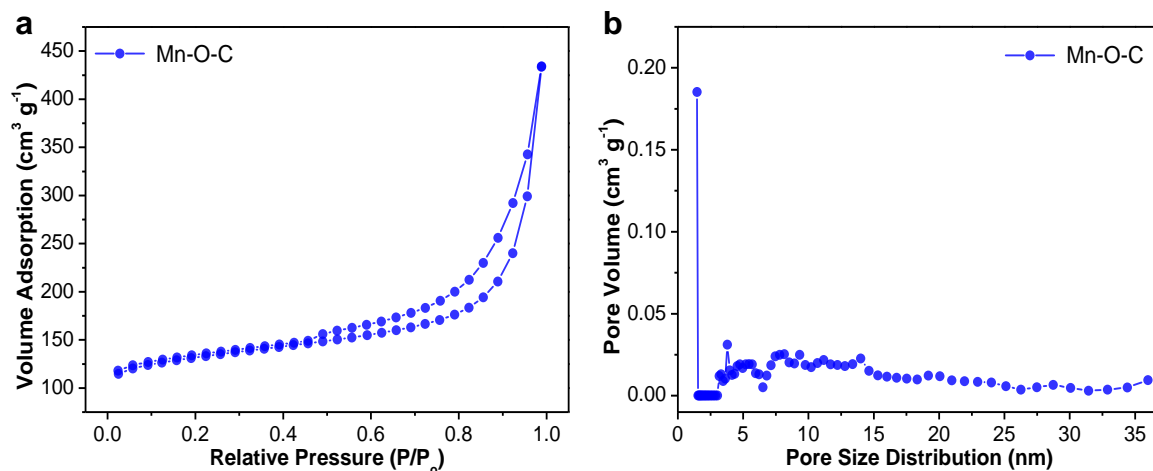 a
Mn-O-C
Volume Adsorption (cm³ g⁻¹)
450
400
350
300
250
200
150
100
0.0 0.2 0.4 0.6 0.8 1.0
Relative Pressure (P/P₀)
b
Mn-O-C
Pore Volume (cm³ g⁻¹)
0.20
0.15
0.10
0.05
0.00
0 5 10 15 20 25 30 35
Pore Size Distribution (nm)